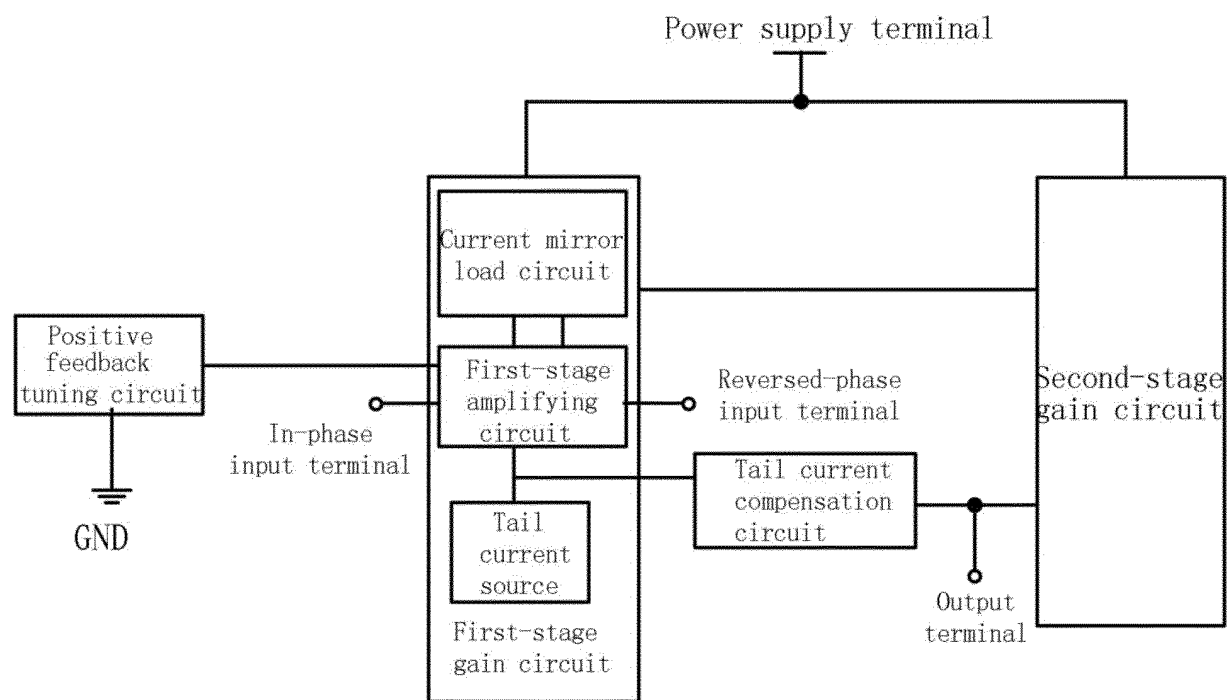 Power supply terminal
Current mirror
load circuit
Positive
feedback
tuning circuit
GND
First-stage
amplifying
circuit
In-phase
input terminal
Reversed-phase
input terminal
Tail current
compensation
circuit
Tail
current
source
First-stage
gain circuit
Output
terminal
Second-stage
gain circuit